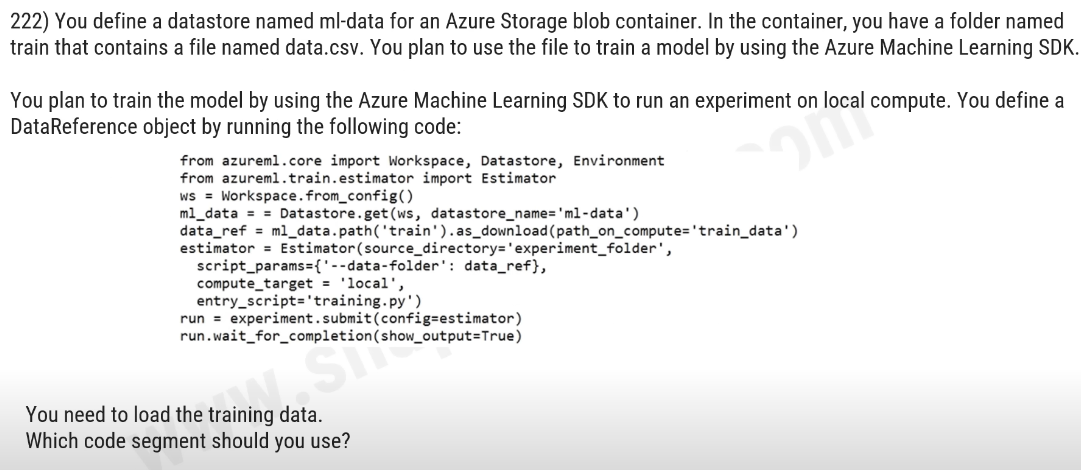 222) You define a datastore named ml-data for an Azure Storage blob container. In the container, you have a folder named
train that contains a file named data.csv. You plan to use the file to train a model by using the Azure Machine Learning SDK.
You plan to train the model by using the Azure Machine Learning SDK to run an experiment on local compute. You define a
DataReference object by running the following code:
from azureml.core import Workspace, Datastore, Environment
from azureml.train.estimator import Estimator
ws = Workspace.from_config()
ml_data = = Datastore.get(ws, datastore_name='ml-data')
data_ref = ml_data.path('train').as_download(path_on_compute='train_data')
estimator = Estimator(source_directory='experiment_folder',
script_params={'--data-folder': data_ref},
compute_target = 'local',
entry_script='training.py')
run = experiment.submit(config=estimator)
run.wait_for_completion(show_output=True)
You need to load the training data.
Which code segment should you use?